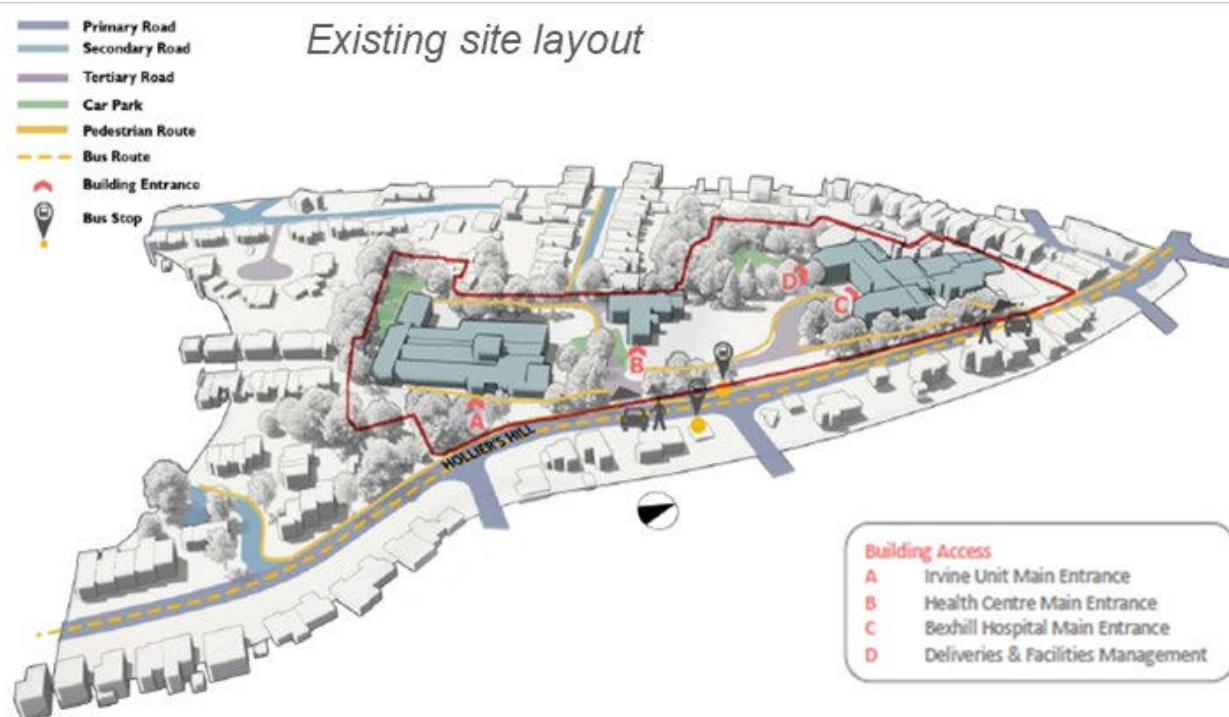 Existing site layout
Primary Road
Secondary Road
Tertiary Road
Car Park
Pedestrian Route
Bus Route
Building Entrance
Bus Stop
D
C
B
A
HOLLIER'S HILL
Building Access
A Irvine Unit Main Entrance
B Health Centre Main Entrance
C Bexhill Hospital Main Entrance
D Deliveries & Facilities Management